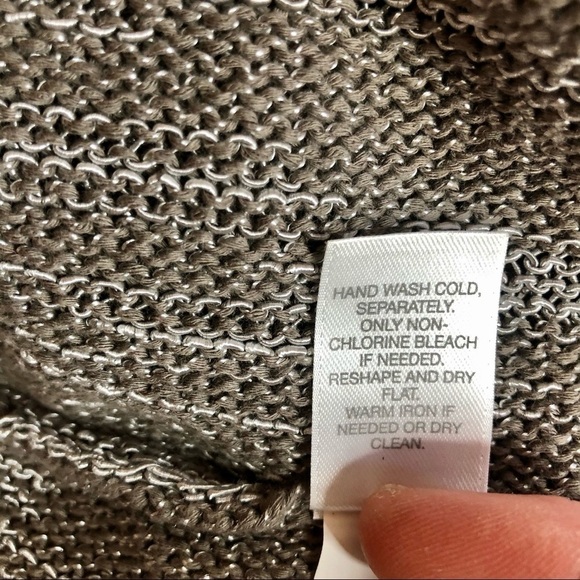 HAND WASH COLD,
SEPARATELY.
ONLY NON-
CHLORINE BLEACH
IF NEEDED.
RESHAPE AND DRY
FLAT.
WARM IRON IF
NEEDED OR DRY
CLEAN.